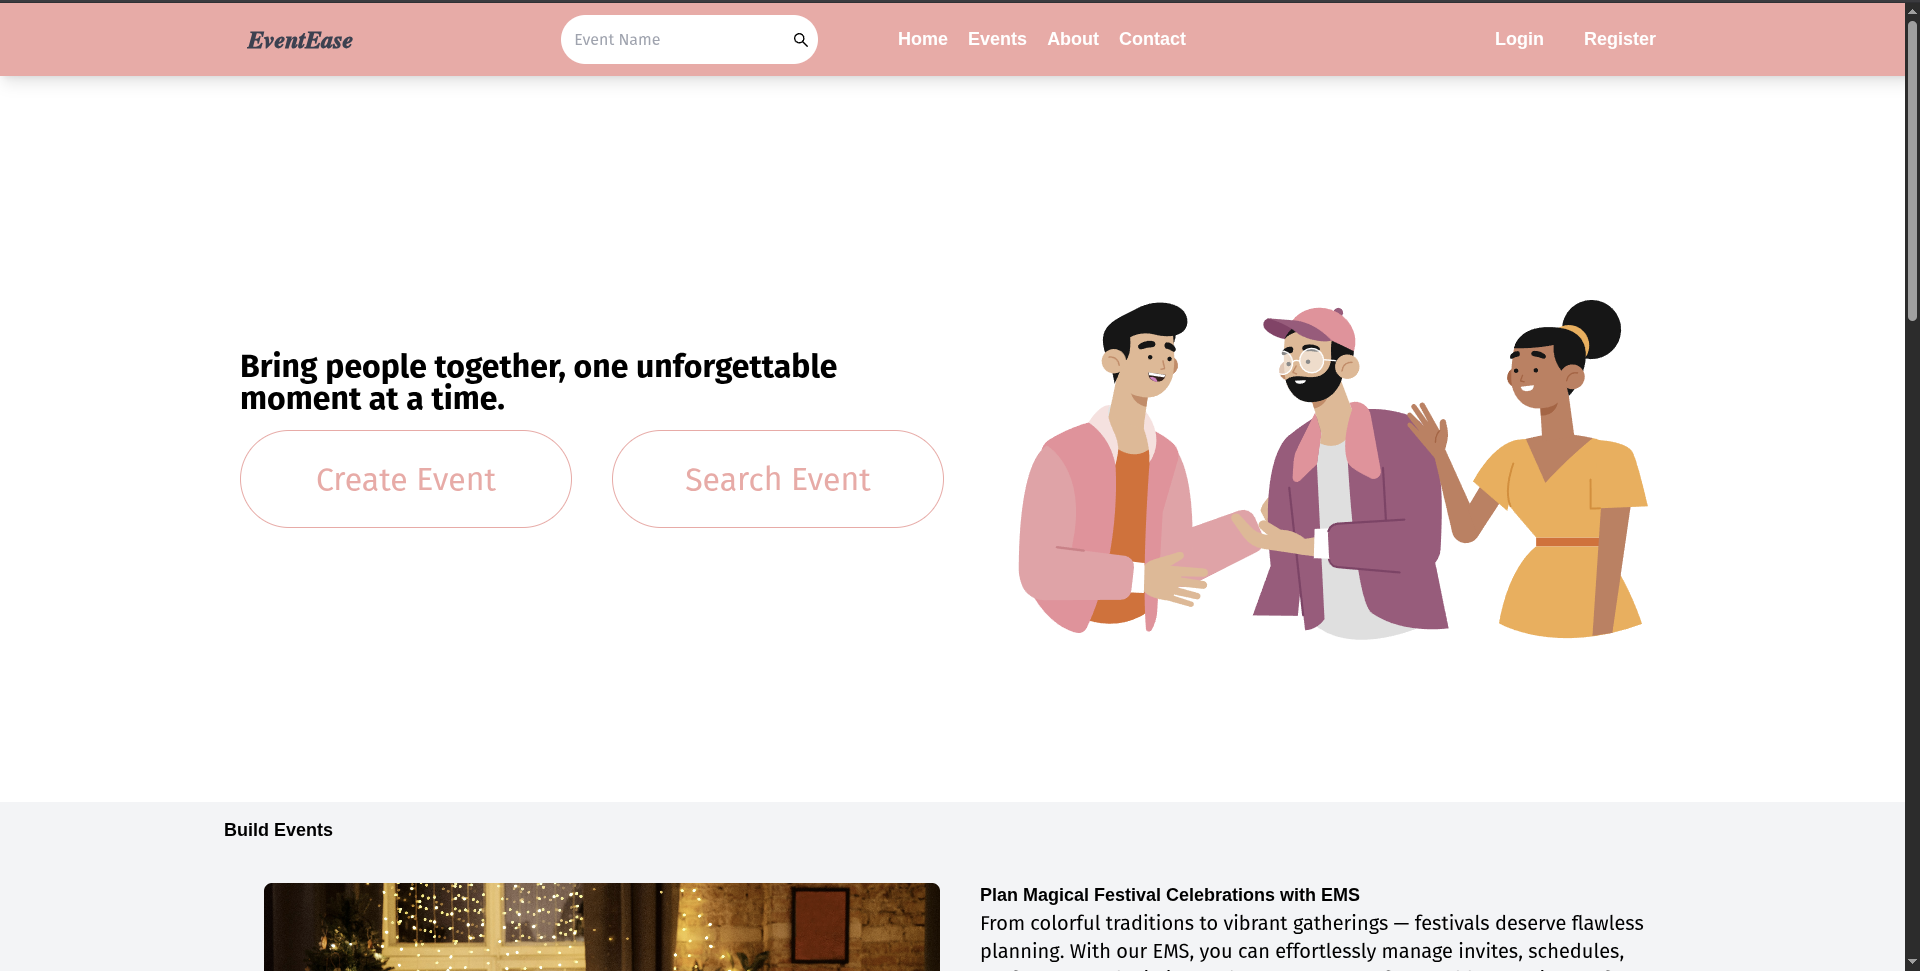 EventEase
Event Name
Home Events About Contact
Login Register
Bring people together, one unforgettable
moment at a time.
Create Event
Search Event
Build Events
Plan Magical Festival Celebrations with EMS
From colorful traditions to vibrant gatherings — festivals deserve flawless
planning. With our EMS, you can effortlessly manage invites, schedules,